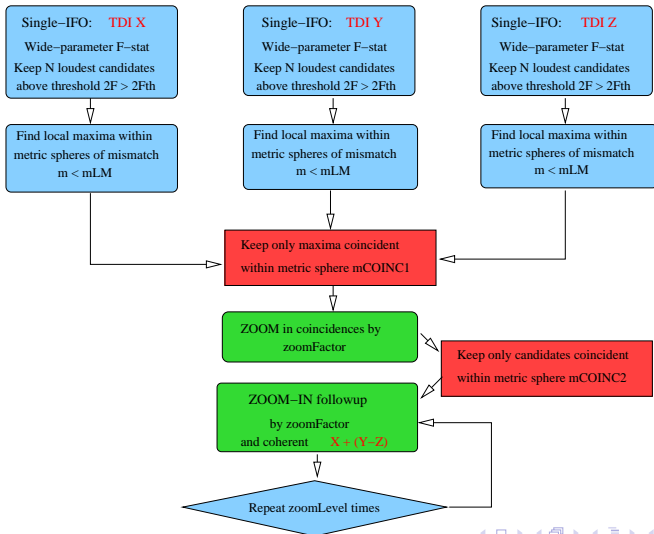 Single−IFO: TDI X
Wide−parameter F−stat
Keep N loudest candidates
above threshold 2F > 2Fth
Single−IFO: TDI Y
Wide−parameter F−stat
Keep N loudest candidates
above threshold 2F > 2Fth
Single−IFO: TDI Z
Wide−parameter F−stat
Keep N loudest candidates
above threshold 2F > 2Fth
Find local maxima within
metric spheres of mismatch
m < mLM
Find local maxima within
metric spheres of mismatch
m < mLM
Find local maxima within
metric spheres of mismatch
m < mLM
Keep only maxima coincident
within metric sphere mCOINC1
ZOOM in coincidences by
zoomFactor
Keep only candidates coincident
within metric sphere mCOINC2
ZOOM−IN followup
by zoomFactor
and coherent X + (Y−Z)
Repeat zoomLevel times